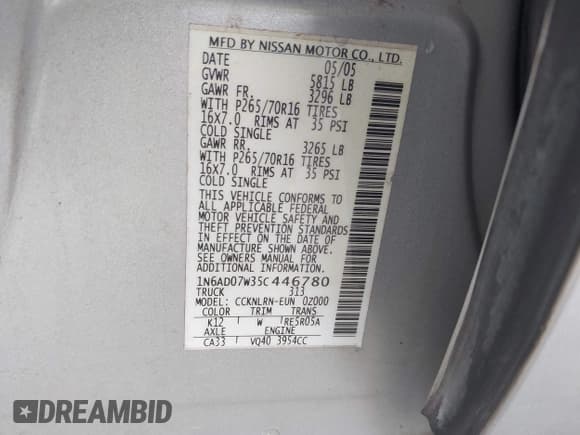 MFD BY NISSAN MOTOR CO., LTD.
DATE 05/05
GVWR 5815 LB
GAWR FR. 3296 LB
WITH P265/70R16 TIRES
16X7.0 RIMS AT 35 PSI
COLD SINGLE
GAWR RR. 3265 LB
WITH P265/70R16 TIRES
16X7.0 RIMS AT 35 PSI
COLD SINGLE
THIS VEHICLE CONFORMS TO
ALL APPLICABLE FEDERAL
MOTOR VEHICLE SAFETY AND
THEFT PREVENTION STANDARDS
IN EFFECT ON THE DATE OF
MANUFACTURE SHOWN ABOVE.
SEE OWNERS MANUAL FOR
ADDITIONAL INFORMATION
1N6AD07W35C446780
TRUCK 313
MODEL: CCKNLRN-EUN 0Z000
COLOR TRIM TRANS
K12 W RE5R05A
AXLE ENGINE
CA33 VQ40 3954CC
DREAMBID